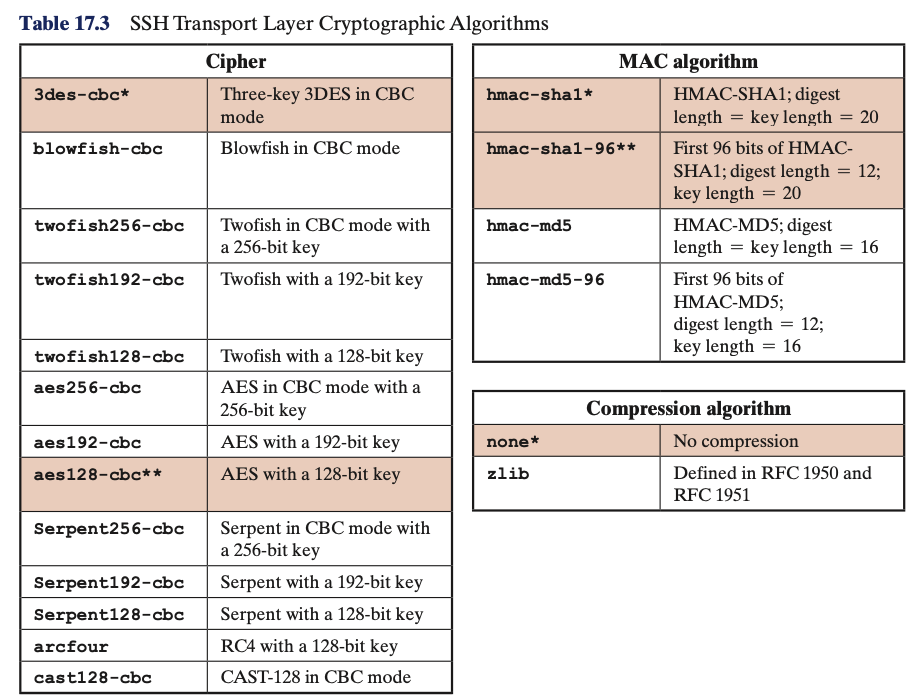 Table 17.3 SSH Transport Layer Cryptographic Algorithms
Cipher
3des-cbc* Three-key 3DES in CBC
mode
blowfish-cbc Blowfish in CBC mode
twofish256-cbc Twofish in CBC mode with
a 256-bit key
twofish192-cbc Twofish with a 192-bit key
twofish128-cbc Twofish with a 128-bit key
aes256-cbc AES in CBC mode with a
256-bit key
aes192-cbc AES with a 192-bit key
aes128-cbc** AES with a 128-bit key
Serpent256-cbc Serpent in CBC mode with
a 256-bit key
Serpent192-cbc Serpent with a 192-bit key
Serpent128-cbc Serpent with a 128-bit key
arcfour RC4 with a 128-bit key
cast128-cbc CAST-128 in CBC mode
MAC algorithm
hmac-sha1* HMAC-SHA1; digest
length = key length = 20
hmac-sha1-96** First 96 bits of HMAC-
SHA1; digest length = 12;
key length = 20
hmac-md5 HMAC-MD5; digest
length = key length = 16
hmac-md5-96 First 96 bits of
HMAC-MD5;
digest length = 12;
key length = 16
Compression algorithm
none* No compression
zlib Defined in RFC 1950 and
RFC 1951